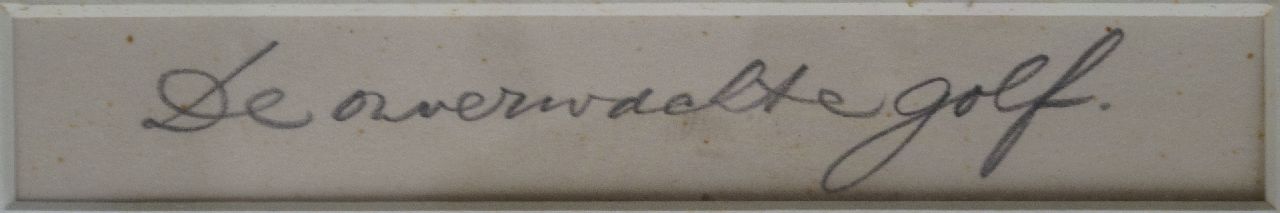 De onverwachte golf.